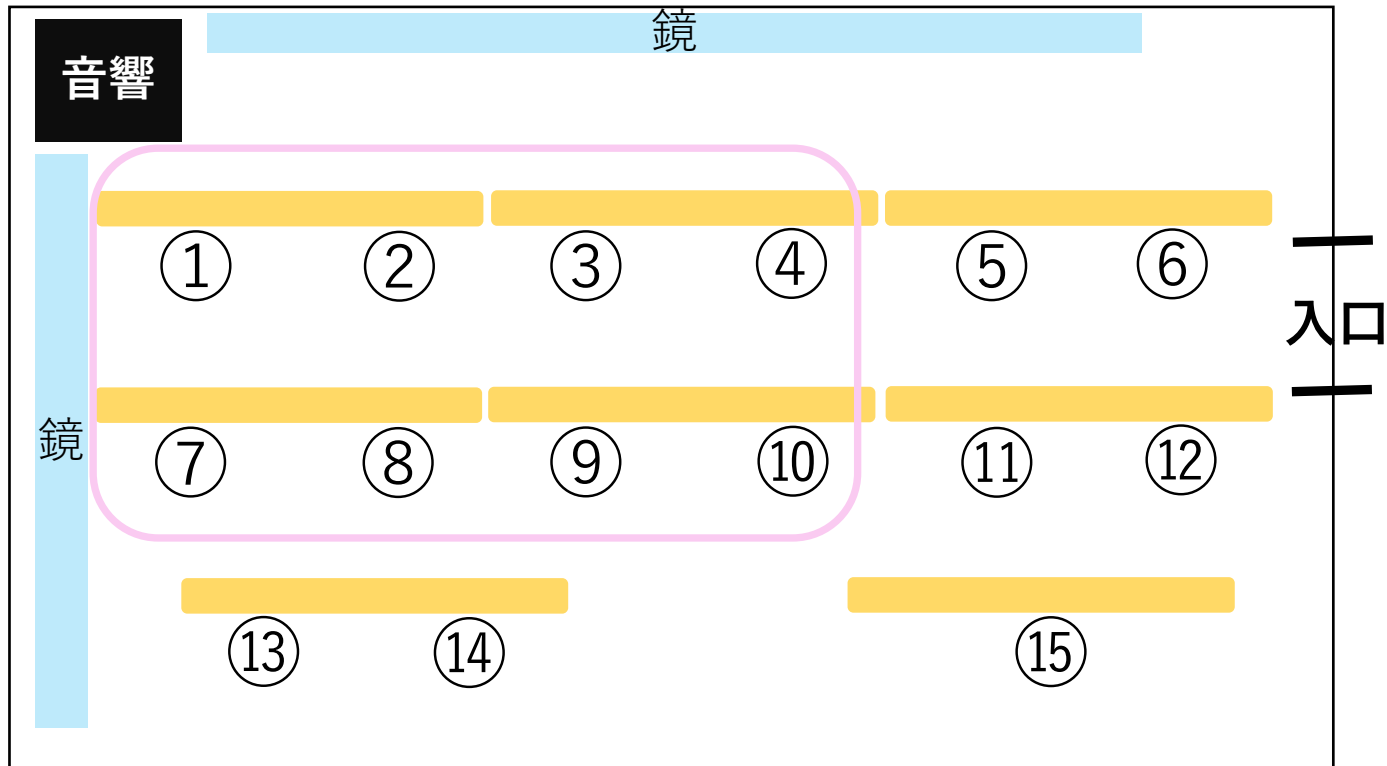 鏡
音響
① ② ③ ④ ⑤ ⑥
入口
鏡
⑦ ⑧ ⑨ ⑩ ⑪ ⑫
⑬ ⑭ ⑮